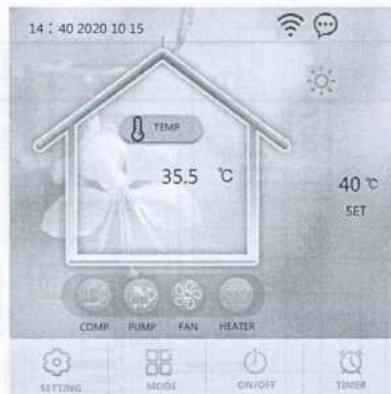 14 : 40 2020 10 15
TEMP
35.5 ℃
40 ℃
SET
COMP PUMP FAN HEATER
SETTING MODE ON/OFF TIMER